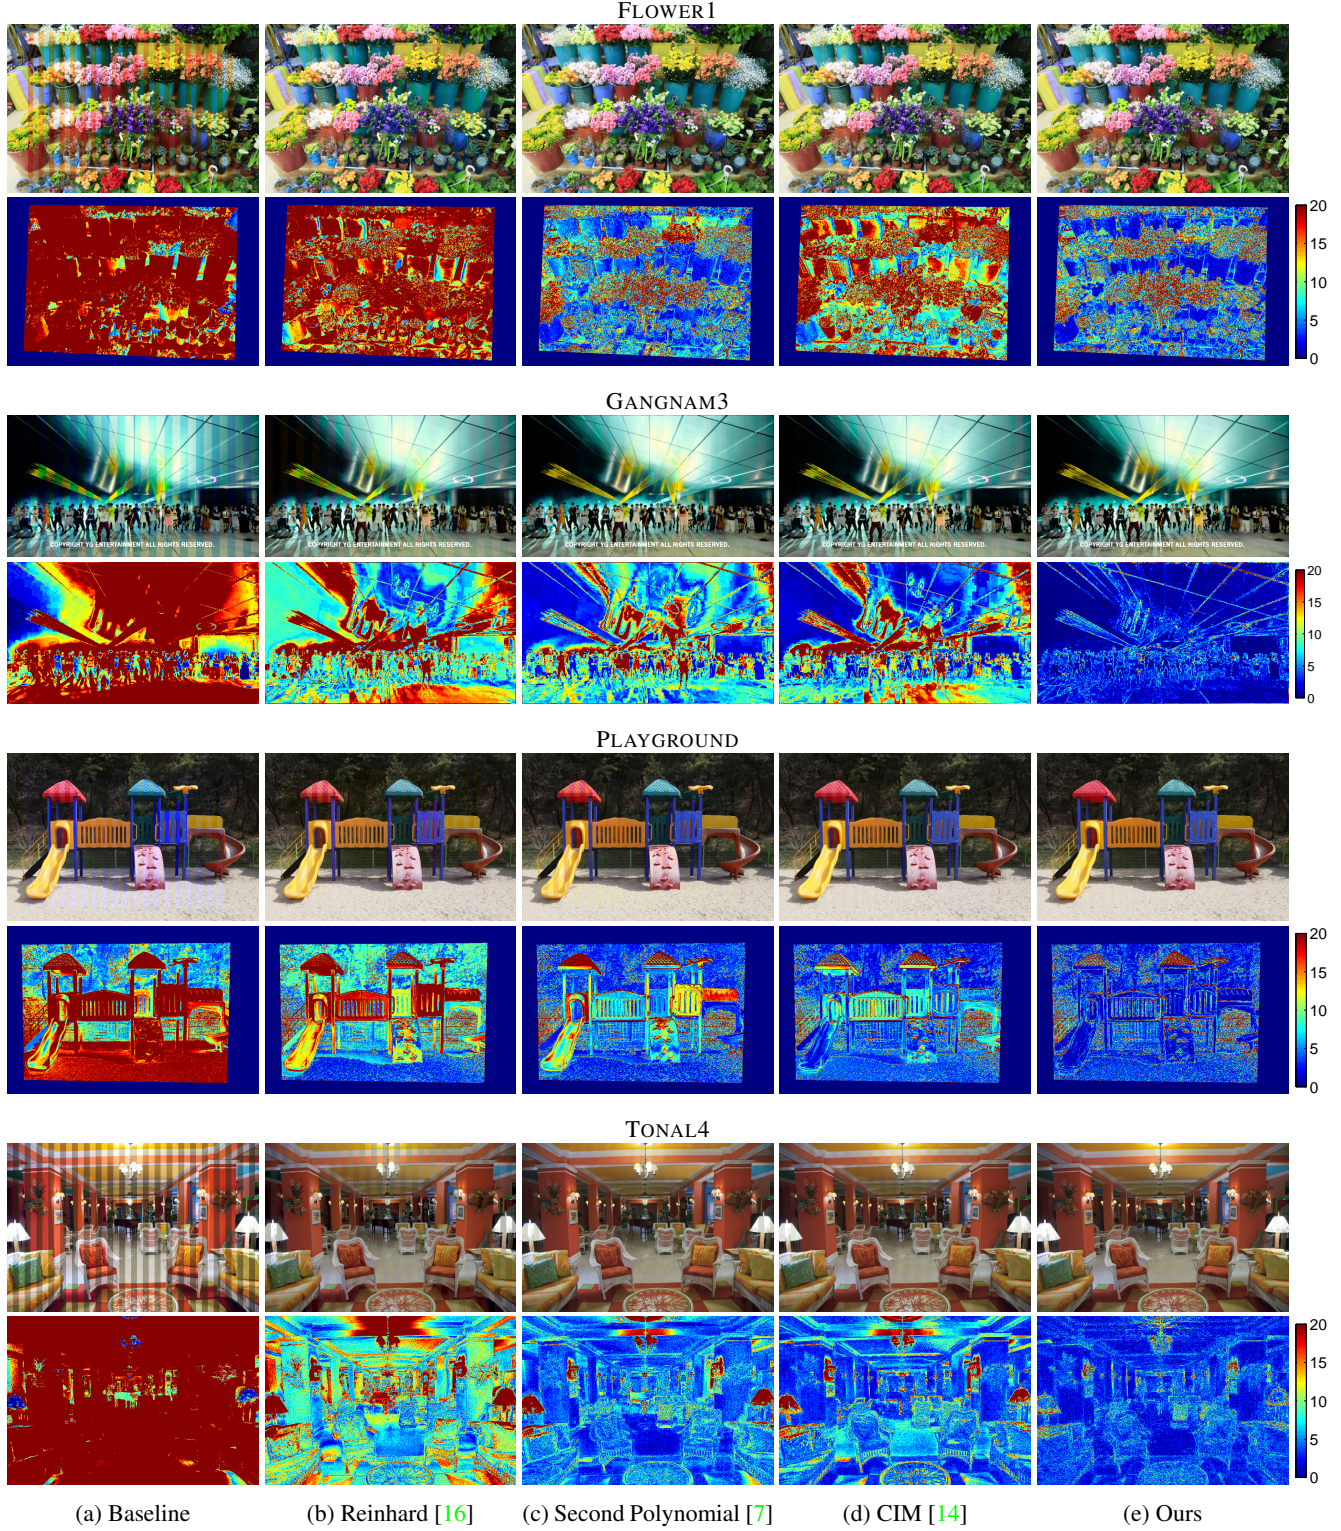 FLOWER1
20
15
10
5
0
GANGNAM3
COPYRIGHT YG ENTERTAINMENT ALL RIGHTS RESERVED.
COPYRIGHT YG ENTERTAINMENT ALL RIGHTS RESERVED.
COPYRIGHT YG ENTERTAINMENT ALL RIGHTS RESERVED.
COPYRIGHT YG ENTERTAINMENT ALL RIGHTS RESERVED.
COPYRIGHT YG ENTERTAINMENT ALL RIGHTS RESERVED.
20
15
10
5
0
PLAYGROUND
20
15
10
5
0
TONAL4
20
15
10
5
0
(a) Baseline
(b) Reinhard [16]
(c) Second Polynomial [7]
(d) CIM [14]
(e) Ours